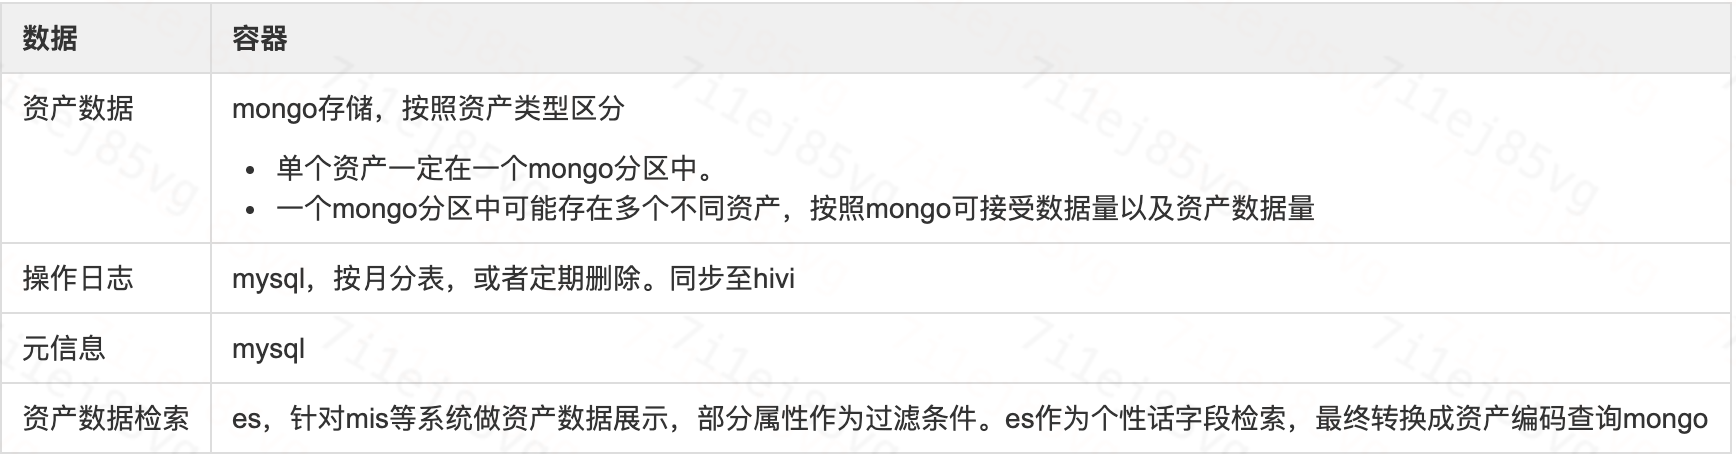 数据 容器
资产数据 mongo存储，按照资产类型区分
• 单个资产一定在一个mongo分区中。
• 一个mongo分区中可能存在多个不同资产，按照mongo可接受数据量以及资产数据量
操作日志 mysql，按月分表，或者定期删除。同步至hivi
元信息 mysql
资产数据检索 es，针对mis等系统做资产数据展示，部分属性作为过滤条件。es作为个性话字段检索，最终转换成资产编码查询mongo
7i1ej85vg
7i1ej85vg
7i1ej85vg
7i1ej85vg
7i1ej85vg
7i1ej85vg
7i1ej85vg
7i1ej85vg